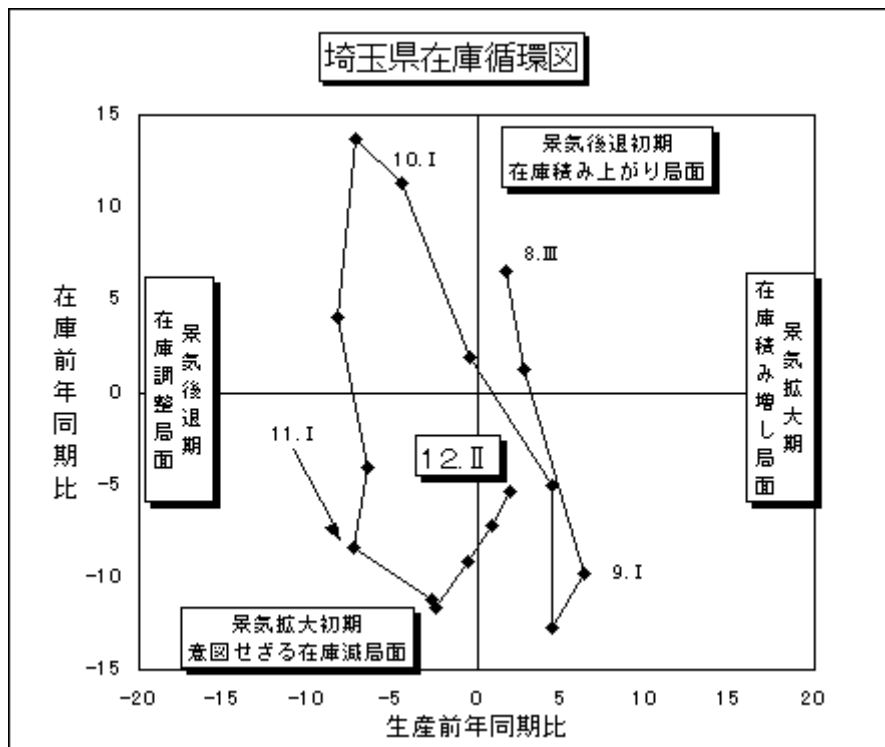 埼玉県在庫循環図
15
10
5
0
-5
-10
-15
在庫前年同期比
景気後退初期
在庫積み上がり局面
10.Ⅰ
8.Ⅲ
景気後退期
在庫調整局面
景気拡大期
在庫積み増し局面
11.Ⅰ
12.Ⅱ
9.Ⅰ
景気拡大初期
意図せざる在庫減局面
-20 -15 -10 -5 0 5 10 15 20
生産前年同期比